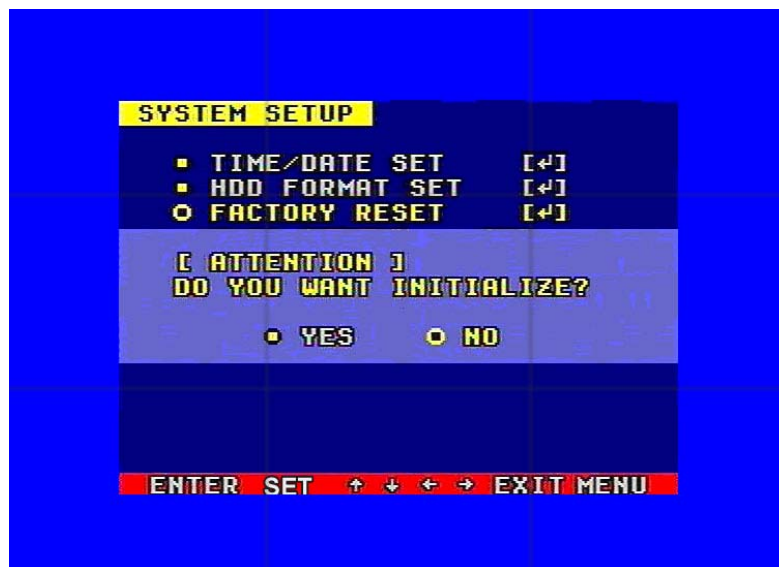 SYSTEM SETUP
TIME/DATE SET [↵]
HDD FORMAT SET [↵]
FACTORY RESET [↵]
[ ATTENTION ]
DO YOU WANT INITIALIZE?
YES NO
ENTER SET ↑ ↓ ← → EXIT MENU